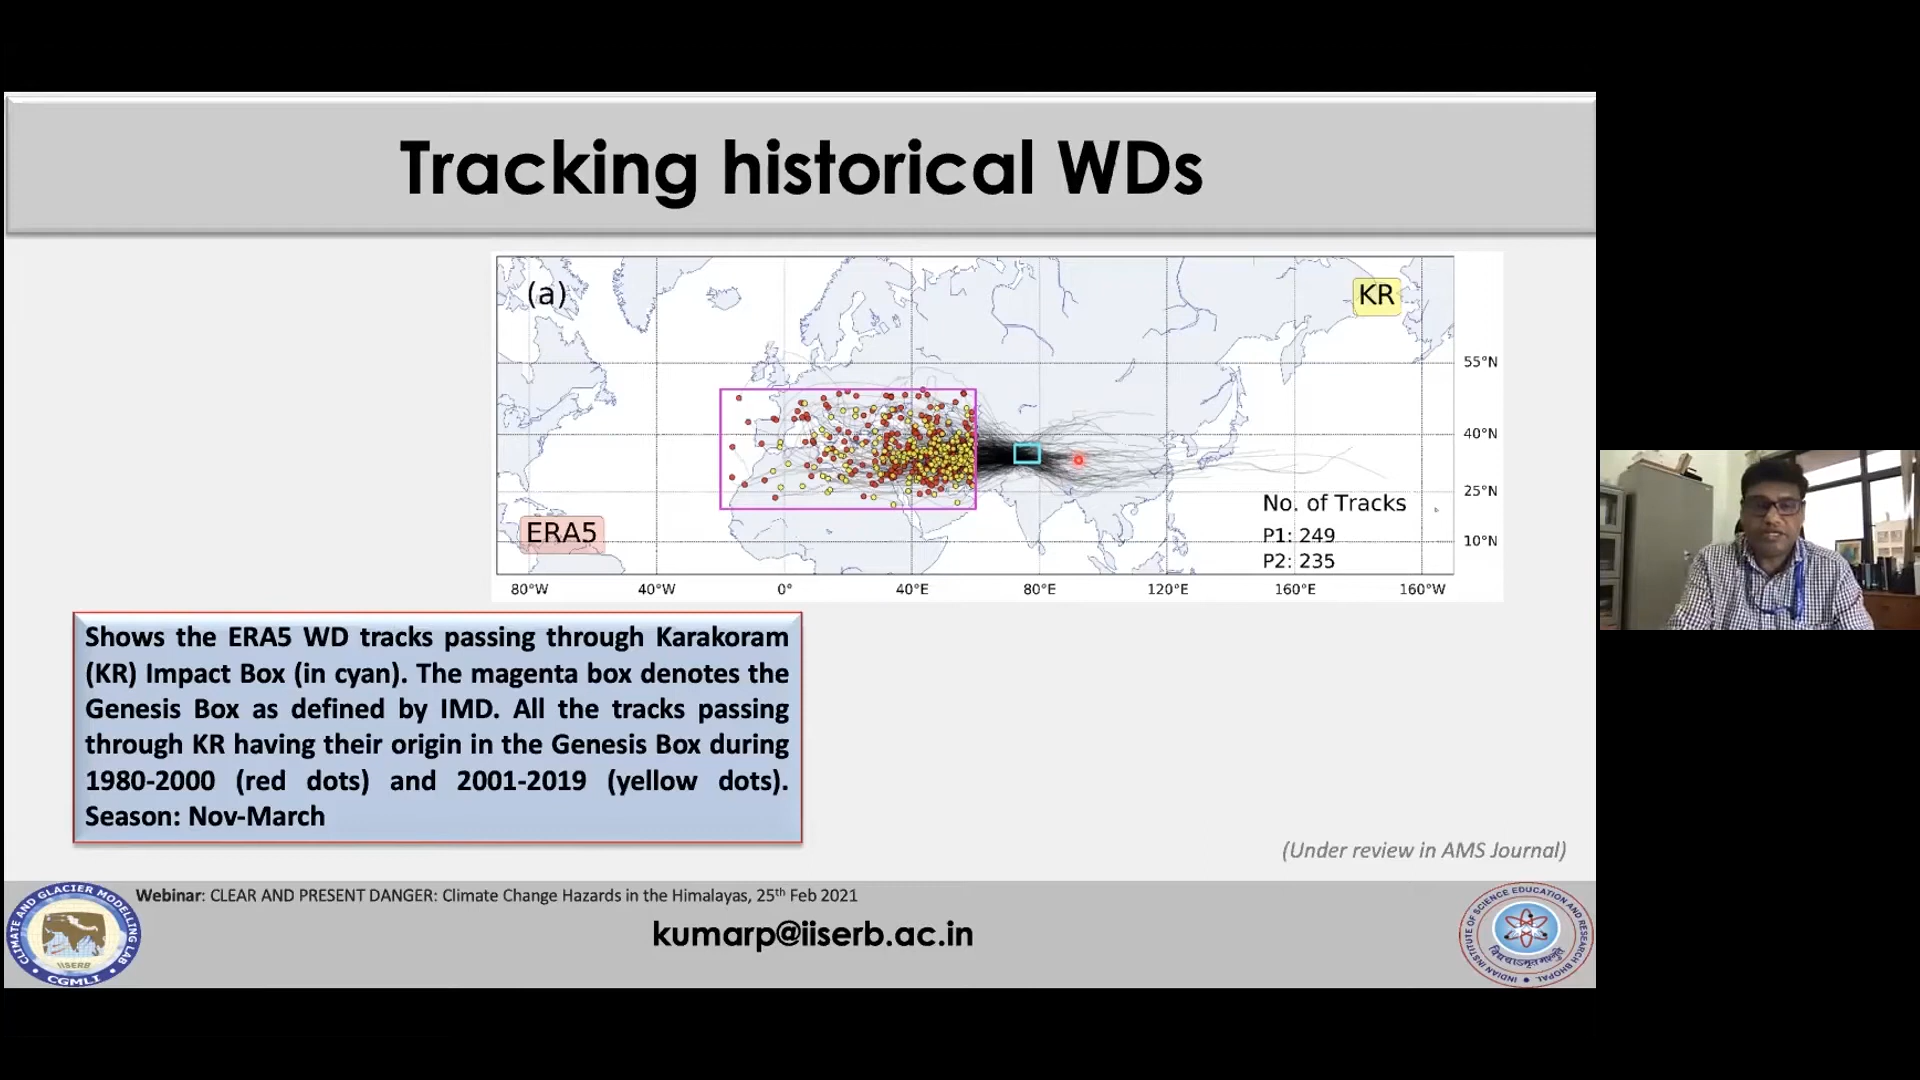 Tracking historical WDs
(a)
KR
55°N
40°N
25°N
10°N
No. of Tracks
P1: 249
P2: 235
ERA5
80°W 40°W 0° 40°E 80°E 120°E 160°E 160°W
Shows the ERA5 WD tracks passing through Karakoram
(KR) Impact Box (in cyan). The magenta box denotes the
Genesis Box as defined by IMD. All the tracks passing
through KR having their origin in the Genesis Box during
1980-2000 (red dots) and 2001-2019 (yellow dots).
Season: Nov-March
(Under review in AMS Journal)
Webinar: CLEAR AND PRESENT DANGER: Climate Change Hazards in the Himalayas, 25th Feb 2021
kumarp@iiserb.ac.in
CLIMATE AND GLACIER MODELLING LAB
IISERB
CGMLI
INDIAN INSTITUTE OF SCIENCE EDUCATION AND RESEARCH BHOPAL